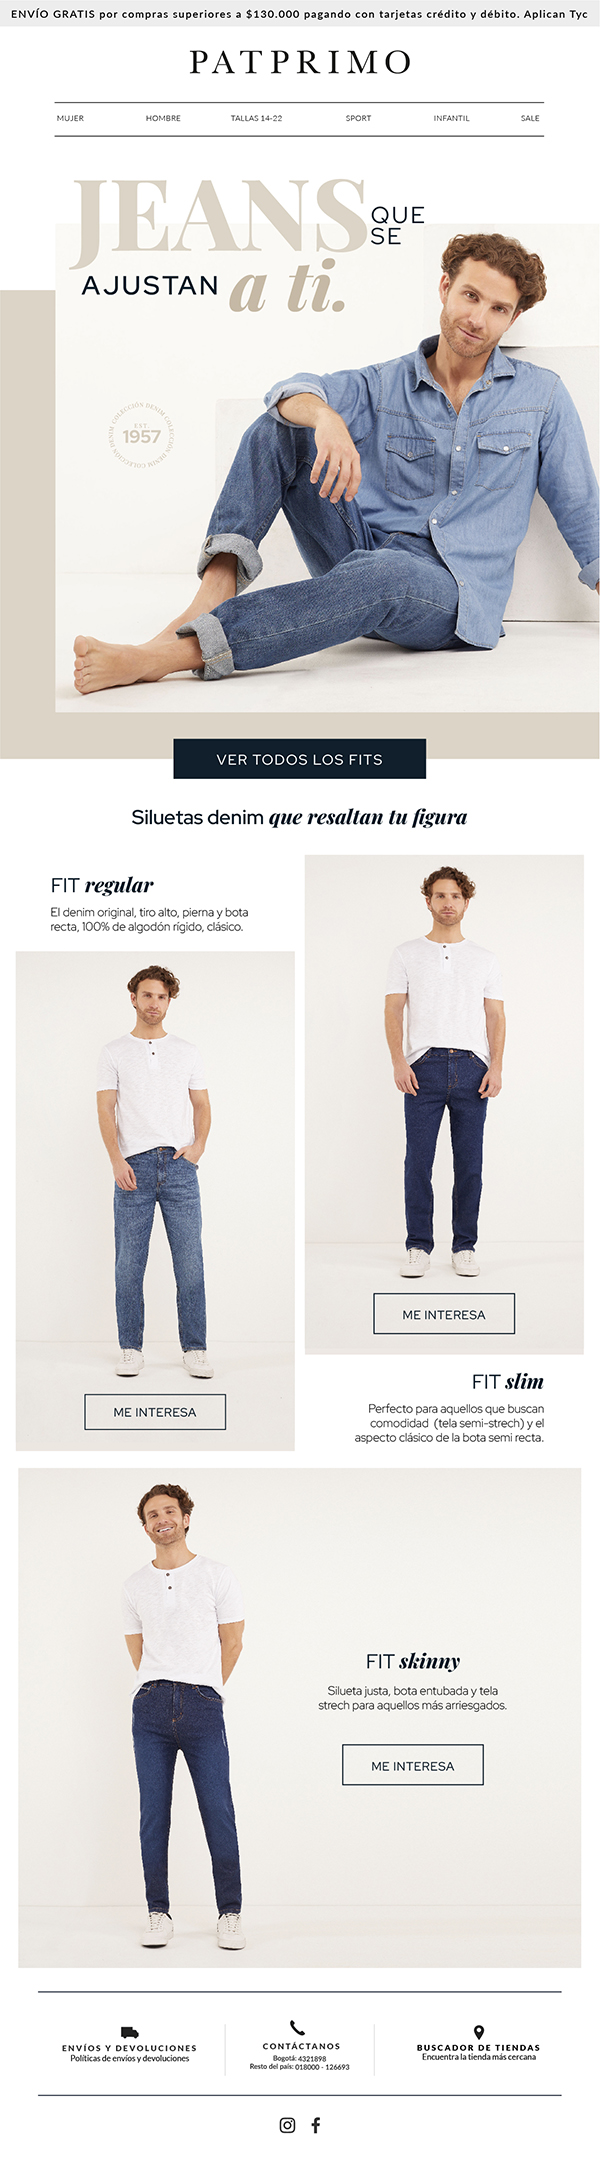 ENVÍO GRATIS por compras superiores a $130.000 pagando con tarjetas crédito y débito. Aplican Tyc
PATPRIMO
MUJER HOMBRE TALLAS 14-22 SPORT INFANTIL SALE
JEANS QUE
SE
AJUSTAN a ti.
COLECCIÓN DENIM COLECCIÓN DENIM COLECCIÓN DENIM
EST.
1957
VER TODOS LOS FITS
Siluetas denim que resaltan tu figura
FIT regular
El denim original, tiro alto, pierna y bota
recta, 100% de algodón rígido, clásico.
ME INTERESA
ME INTERESA
FIT slim
Perfecto para aquellos que buscan
comodidad (tela semi-strech) y el
aspecto clásico de la bota semi recta.
FIT skinny
Silueta justa, bota entubada y tela
strech para aquellos más arriesgados.
ME INTERESA
ENVÍOS Y DEVOLUCIONES
Políticas de envíos y devoluciones
CONTÁCTANOS
Bogotá: 4321898
Resto del país: 018000 - 126693
BUSCADOR DE TIENDAS
Encuentra la tienda más cercana